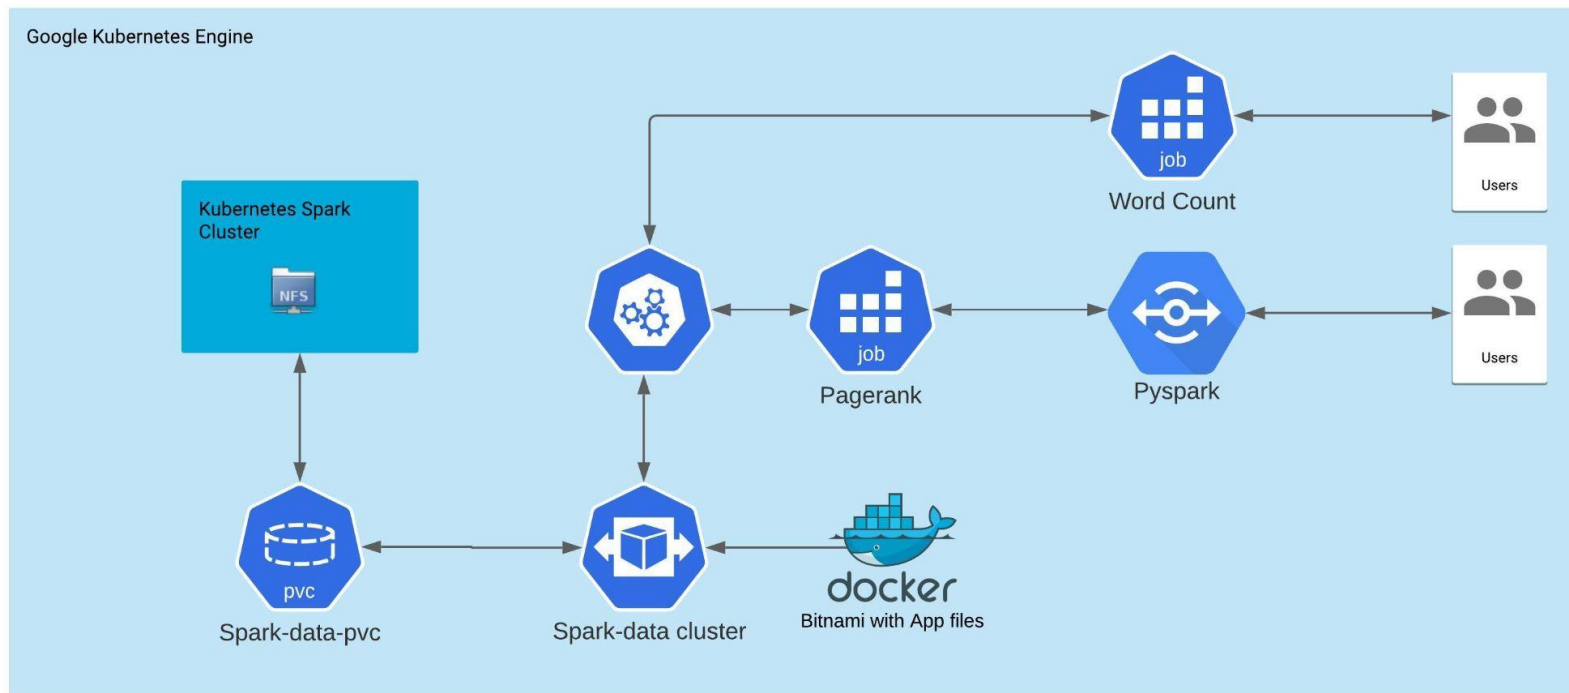 Google Kubernetes Engine
job
Word Count
Users
Kubernetes Spark
Cluster
NFS
job
Pagerank
Pyspark
Users
pvc
Spark-data-pvc
Spark-data cluster
docker
Bitnami with App files